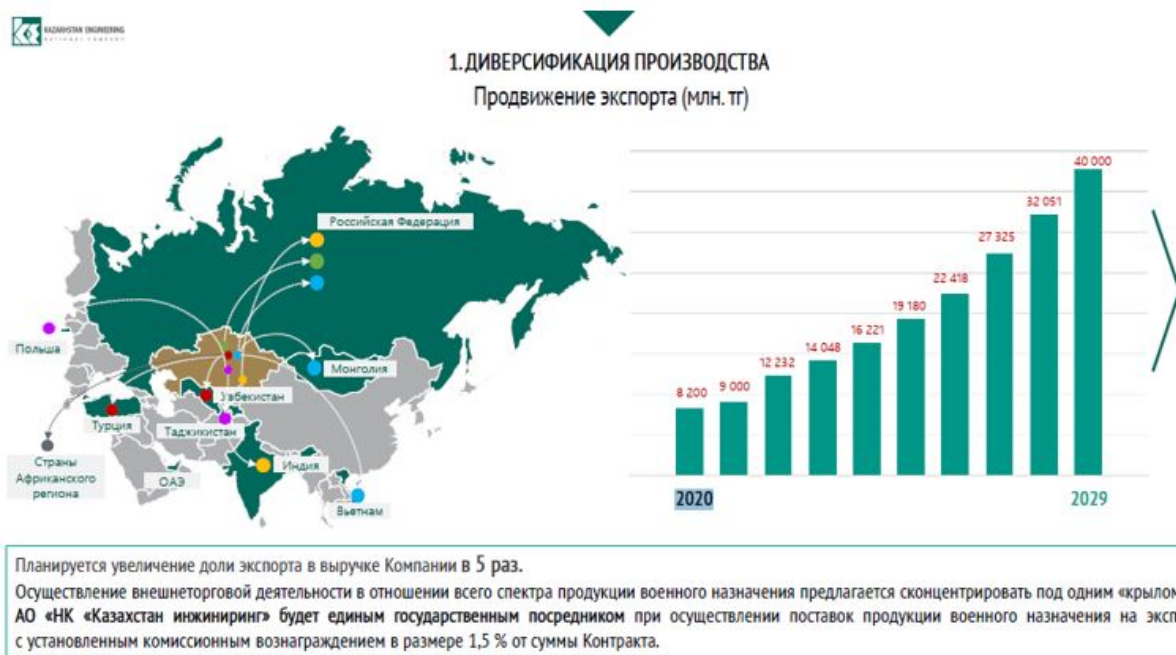 KAZAKHSTAN ENGINEERING
NATIONAL COMPANY
1. ДИВЕРСИФИКАЦИЯ ПРОИЗВОДСТВА
Продвижение экспорта (млн. тг)
Российская Федерация
Польша
Монголия
Узбекистан
Турция
Таджикистан
Страны
Африканского
региона
ОАЭ
Индия
Вьетнам
8 200
9 000
12 232
14 048
16 221
19 180
22 418
27 325
32 051
40 000
2020
2029
Планируется увеличение доли экспорта в выручке Компании в 5 раз.
Осуществление внешнеторговой деятельности в отношении всего спектра продукции военного назначения предлагается сконцентрировать под одним «крылом
АО «НК «Казахстан инжиниринг» будет единым государственным посредником при осуществлении поставок продукции военного назначения на эксп
с установленным комиссионным вознаграждением в размере 1,5 % от суммы Контракта.